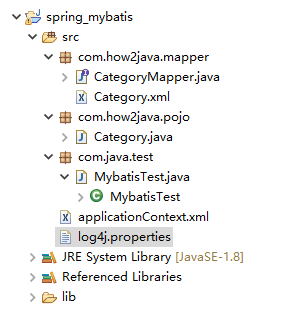 spring_mybatis
src
com.how2java.mapper
CategoryMapper.java
Category.xml
com.how2java.pojo
Category.java
com.java.test
MybatisTest.java
MybatisTest
applicationContext.xml
log4j.properties
JRE System Library [JavaSE-1.8]
Referenced Libraries
lib